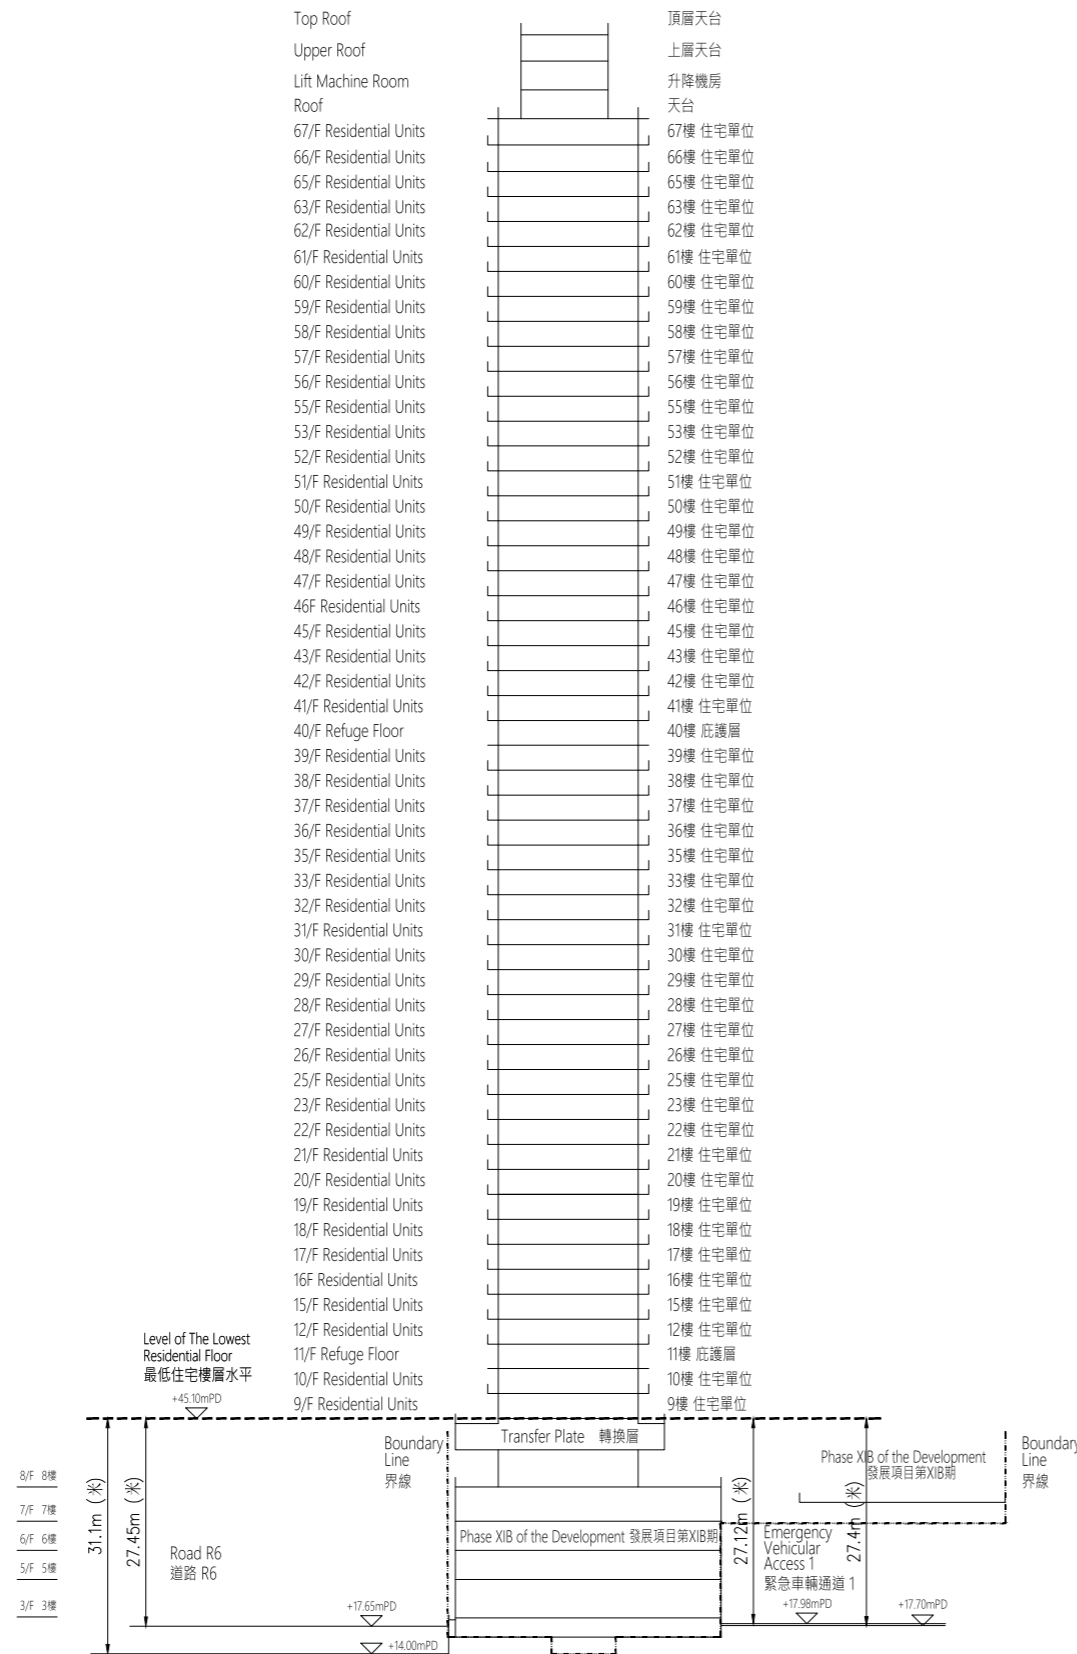 Top Roof 頂層天台
Upper Roof 上層天台
Lift Machine Room 升降機房
Roof 天台
67/F Residential Units 67樓 住宅單位
66/F Residential Units 66樓 住宅單位
65/F Residential Units 65樓 住宅單位
63/F Residential Units 63樓 住宅單位
62/F Residential Units 62樓 住宅單位
61/F Residential Units 61樓 住宅單位
60/F Residential Units 60樓 住宅單位
59/F Residential Units 59樓 住宅單位
58/F Residential Units 58樓 住宅單位
57/F Residential Units 57樓 住宅單位
56/F Residential Units 56樓 住宅單位
55/F Residential Units 55樓 住宅單位
53/F Residential Units 53樓 住宅單位
52/F Residential Units 52樓 住宅單位
51/F Residential Units 51樓 住宅單位
50/F Residential Units 50樓 住宅單位
49/F Residential Units 49樓 住宅單位
48/F Residential Units 48樓 住宅單位
47/F Residential Units 47樓 住宅單位
46F Residential Units 46樓 住宅單位
45/F Residential Units 45樓 住宅單位
43/F Residential Units 43樓 住宅單位
42/F Residential Units 42樓 住宅單位
41/F Residential Units 41樓 住宅單位
40/F Refuge Floor 40樓 庇護層
39/F Residential Units 39樓 住宅單位
38/F Residential Units 38樓 住宅單位
37/F Residential Units 37樓 住宅單位
36/F Residential Units 36樓 住宅單位
35/F Residential Units 35樓 住宅單位
33/F Residential Units 33樓 住宅單位
32/F Residential Units 32樓 住宅單位
31/F Residential Units 31樓 住宅單位
30/F Residential Units 30樓 住宅單位
29/F Residential Units 29樓 住宅單位
28/F Residential Units 28樓 住宅單位
27/F Residential Units 27樓 住宅單位
26/F Residential Units 26樓 住宅單位
25/F Residential Units 25樓 住宅單位
23/F Residential Units 23樓 住宅單位
22/F Residential Units 22樓 住宅單位
21/F Residential Units 21樓 住宅單位
20/F Residential Units 20樓 住宅單位
19/F Residential Units 19樓 住宅單位
18/F Residential Units 18樓 住宅單位
17/F Residential Units 17樓 住宅單位
16F Residential Units 16樓 住宅單位
15/F Residential Units 15樓 住宅單位
12/F Residential Units 12樓 住宅單位
11/F Refuge Floor 11樓 庇護層
10/F Residential Units 10樓 住宅單位
9/F Residential Units 9樓 住宅單位
Level of The Lowest
Residential Floor
最低住宅樓層水平
+45.10mPD
Transfer Plate 轉換層
Boundary
Line
界線
Phase XIB of the Development
發展項目第XIB期
Boundary
Line
界線
8/F 8樓
7/F 7樓
6/F 6樓
5/F 5樓
3/F 3樓
31.1m (米)
27.45m (米)
Road R6
道路 R6
Phase XIB of the Development 發展項目第XIB期
27.12m (米)
Emergency
Vehicular
Access 1
緊急車輛通道 1
27.4m (米)
+17.65mPD
+14.00mPD
+17.98mPD
+17.70mPD